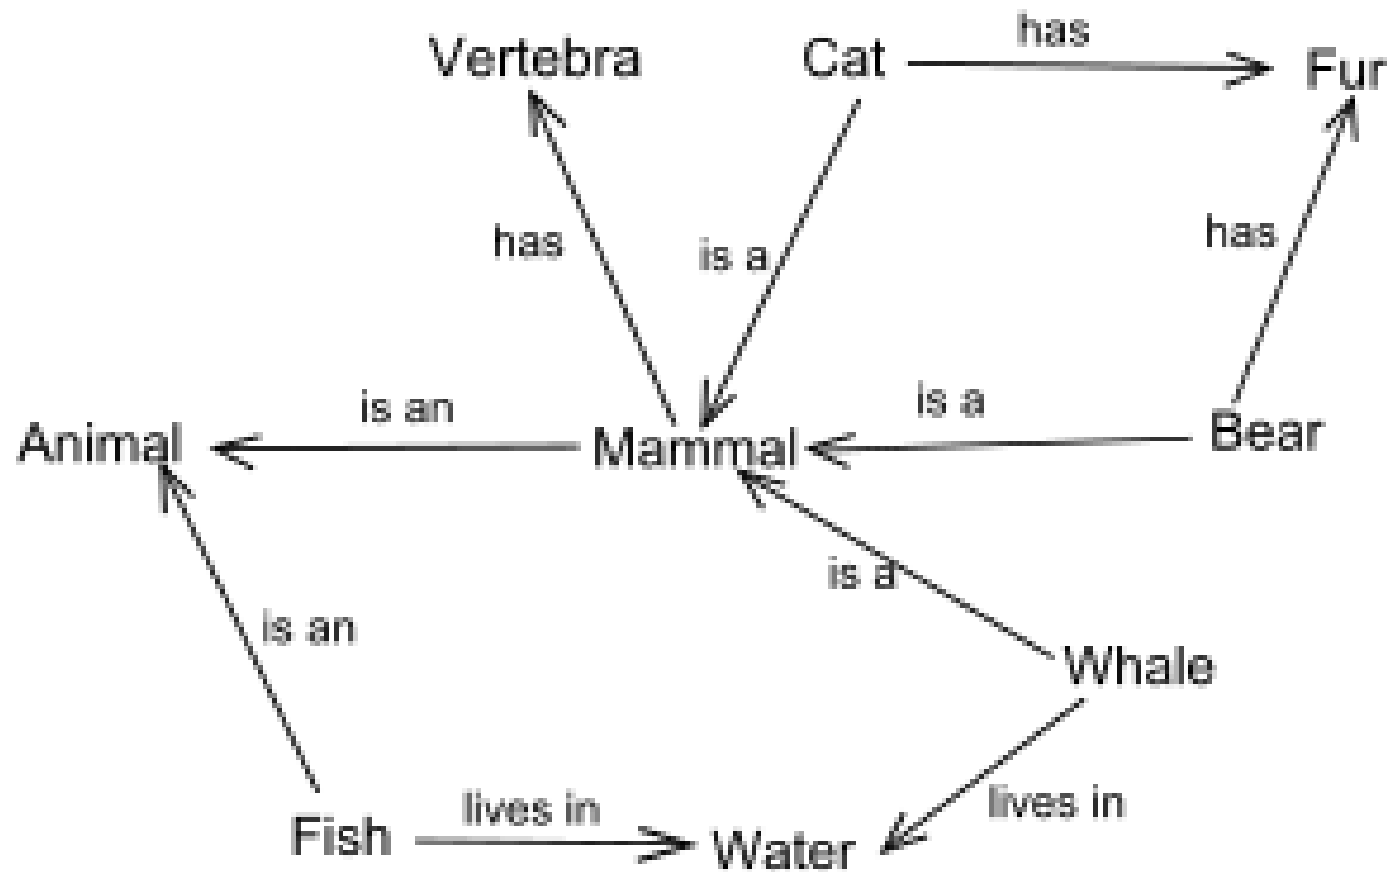 Vertebra
Cat
has
Fur
has
is a
has
Animal
is an
Mammal
is a
Bear
is a
is an
Whale
Fish
lives in
Water
lives in